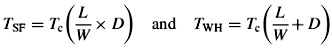 T_SF = T_c(L/W × D) and T_WH = T_c(L/W + D)